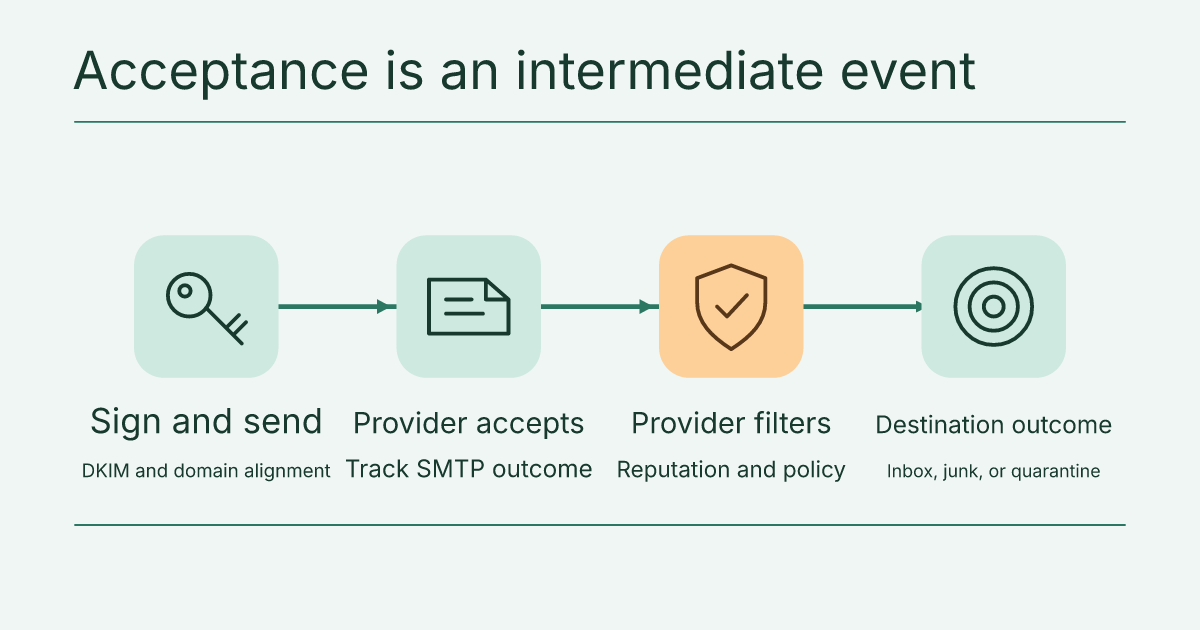 Acceptance is an intermediate event
Sign and send
DKIM and domain alignment
Provider accepts
Track SMTP outcome
Provider filters
Reputation and policy
Destination outcome
Inbox, junk, or quarantine